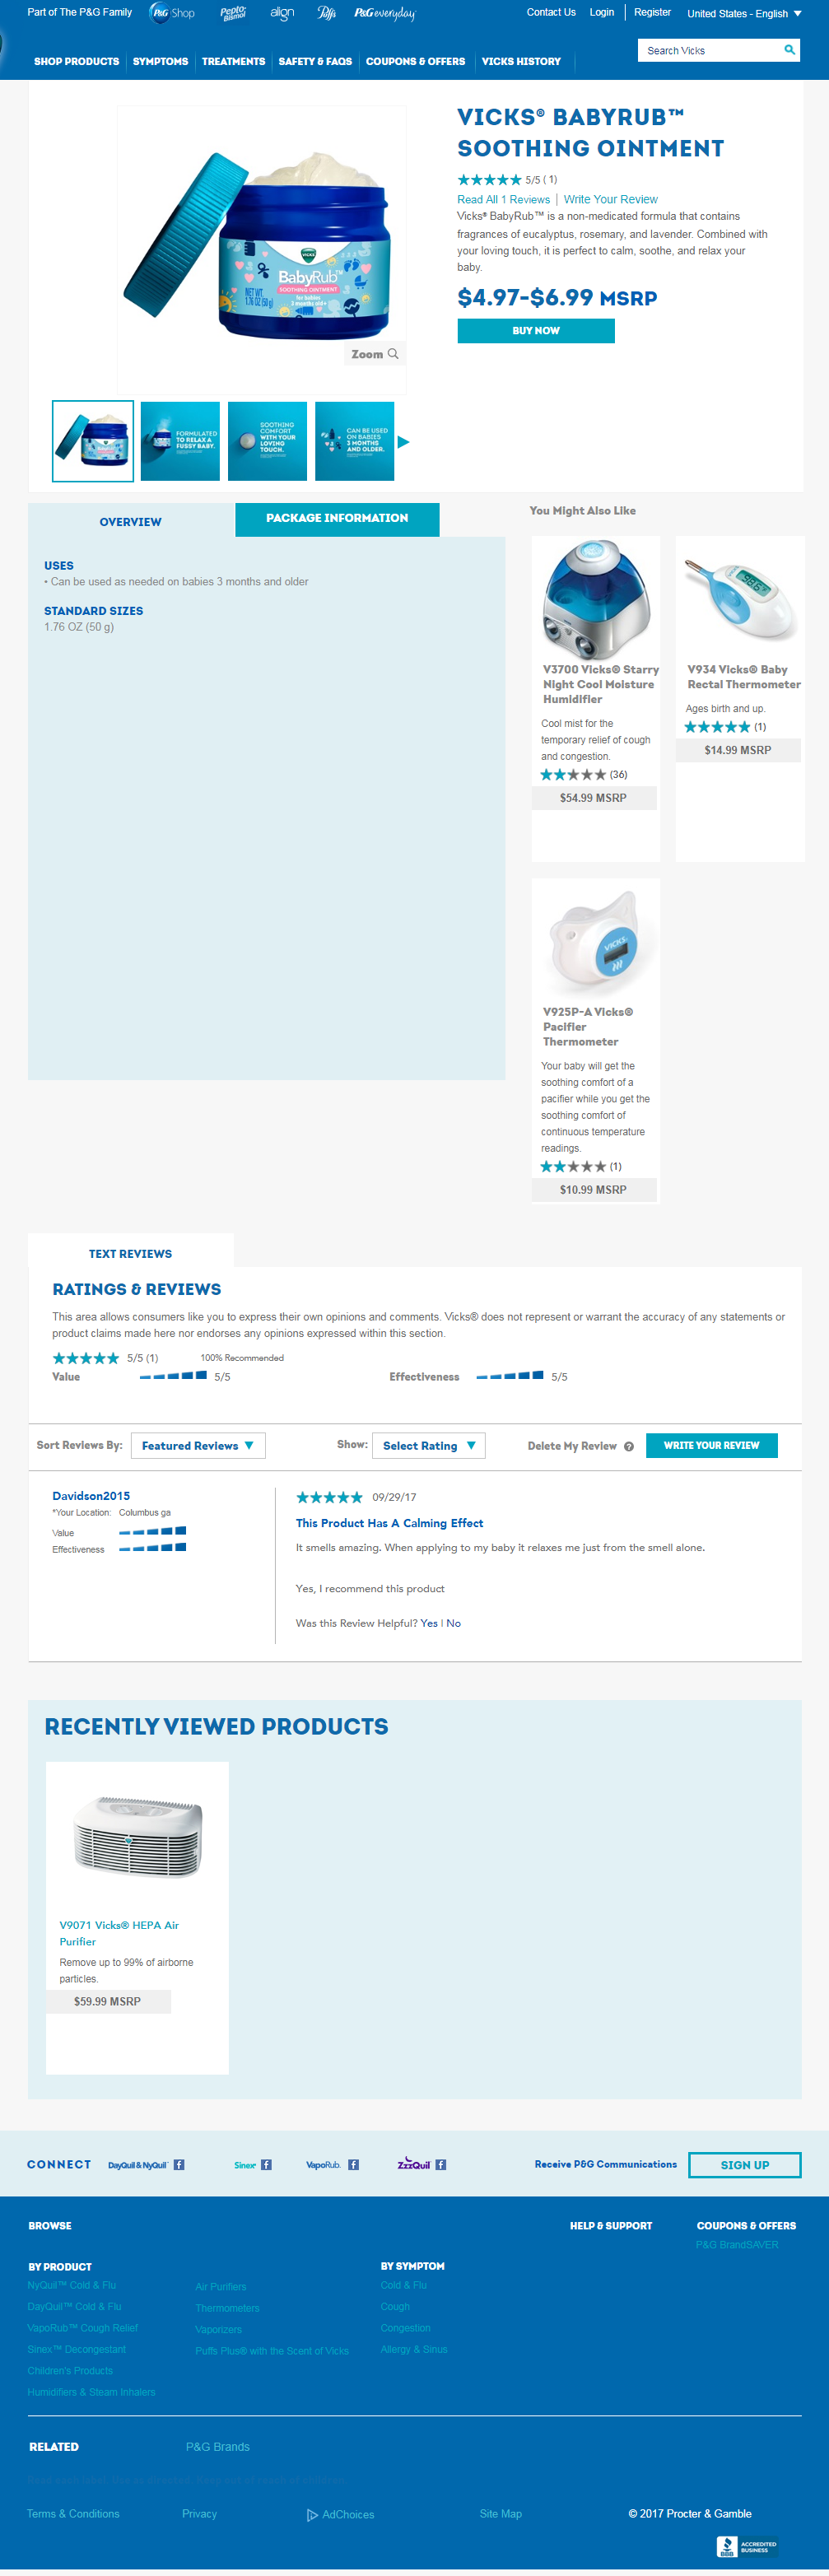 Part of The P&G Family
P&G Shop
Pepto-Bismol
align
Puffs
P&G everyday
Contact Us
Login
Register
United States - English
SHOP PRODUCTS
SYMPTOMS
TREATMENTS
SAFETY & FAQS
COUPONS & OFFERS
VICKS HISTORY
Search Vicks
VICKS® BABYRUB™
SOOTHING OINTMENT
5/5 ( 1)
Read All 1 Reviews | Write Your Review
Vicks® BabyRub™ is a non-medicated formula that contains
fragrances of eucalyptus, rosemary, and lavender. Combined with
your loving touch, it is perfect to calm, soothe, and relax your
baby.
$4.97-$6.99 MSRP
BUY NOW
VICKS
BabyRub™
SOOTHING OINTMENT
for babies
3 months old+
NET WT.
1.76 OZ (50 g)
Zoom
FORMULATED
TO RELAX A
FUSSY BABY.
SOOTHING
COMFORT
WITH YOUR
LOVING
TOUCH.
CAN BE USED
ON BABIES
3 MONTHS
AND OLDER.
OVERVIEW
PACKAGE INFORMATION
USES
• Can be used as needed on babies 3 months and older
STANDARD SIZES
1.76 OZ (50 g)
You Might Also Like
V3700 Vicks® Starry
Night Cool Moisture
Humidifier
Cool mist for the
temporary relief of cough
and congestion.
(36)
$54.99 MSRP
V934 Vicks® Baby
Rectal Thermometer
Ages birth and up.
(1)
$14.99 MSRP
VICKS
V925P-A Vicks®
Pacifier
Thermometer
Your baby will get the
soothing comfort of a
pacifier while you get the
soothing comfort of
continuous temperature
readings.
(1)
$10.99 MSRP
TEXT REVIEWS
RATINGS & REVIEWS
This area allows consumers like you to express their own opinions and comments. Vicks® does not represent or warrant the accuracy of any statements or
product claims made here nor endorses any opinions expressed within this section.
5/5 (1)
100% Recommended
Value 5/5
Effectiveness 5/5
Sort Reviews By: Featured Reviews
Show: Select Rating
Delete My Review ?
WRITE YOUR REVIEW
Davidson2015
*Your Location: Columbus ga
Value
Effectiveness
09/29/17
This Product Has A Calming Effect
It smells amazing. When applying to my baby it relaxes me just from the smell alone.
Yes, I recommend this product
Was this Review Helpful? Yes | No
RECENTLY VIEWED PRODUCTS
V9071 Vicks® HEPA Air
Purifier
Remove up to 99% of airborne
particles.
$59.99 MSRP
CONNECT
DayQuil & NyQuil
Sinex
VapoRub
ZzzQuil
Receive P&G Communications
SIGN UP
BROWSE
HELP & SUPPORT
COUPONS & OFFERS
P&G BrandSAVER
BY PRODUCT
NyQuil™ Cold & Flu
DayQuil™ Cold & Flu
VapoRub™ Cough Relief
Sinex™ Decongestant
Children's Products
Humidifiers & Steam Inhalers
Air Purifiers
Thermometers
Vaporizers
Puffs Plus® with the Scent of Vicks
BY SYMPTOM
Cold & Flu
Cough
Congestion
Allergy & Sinus
RELATED
P&G Brands
Terms & Conditions
Privacy
AdChoices
Site Map
© 2017 Procter & Gamble
BBB
ACCREDITED
BUSINESS